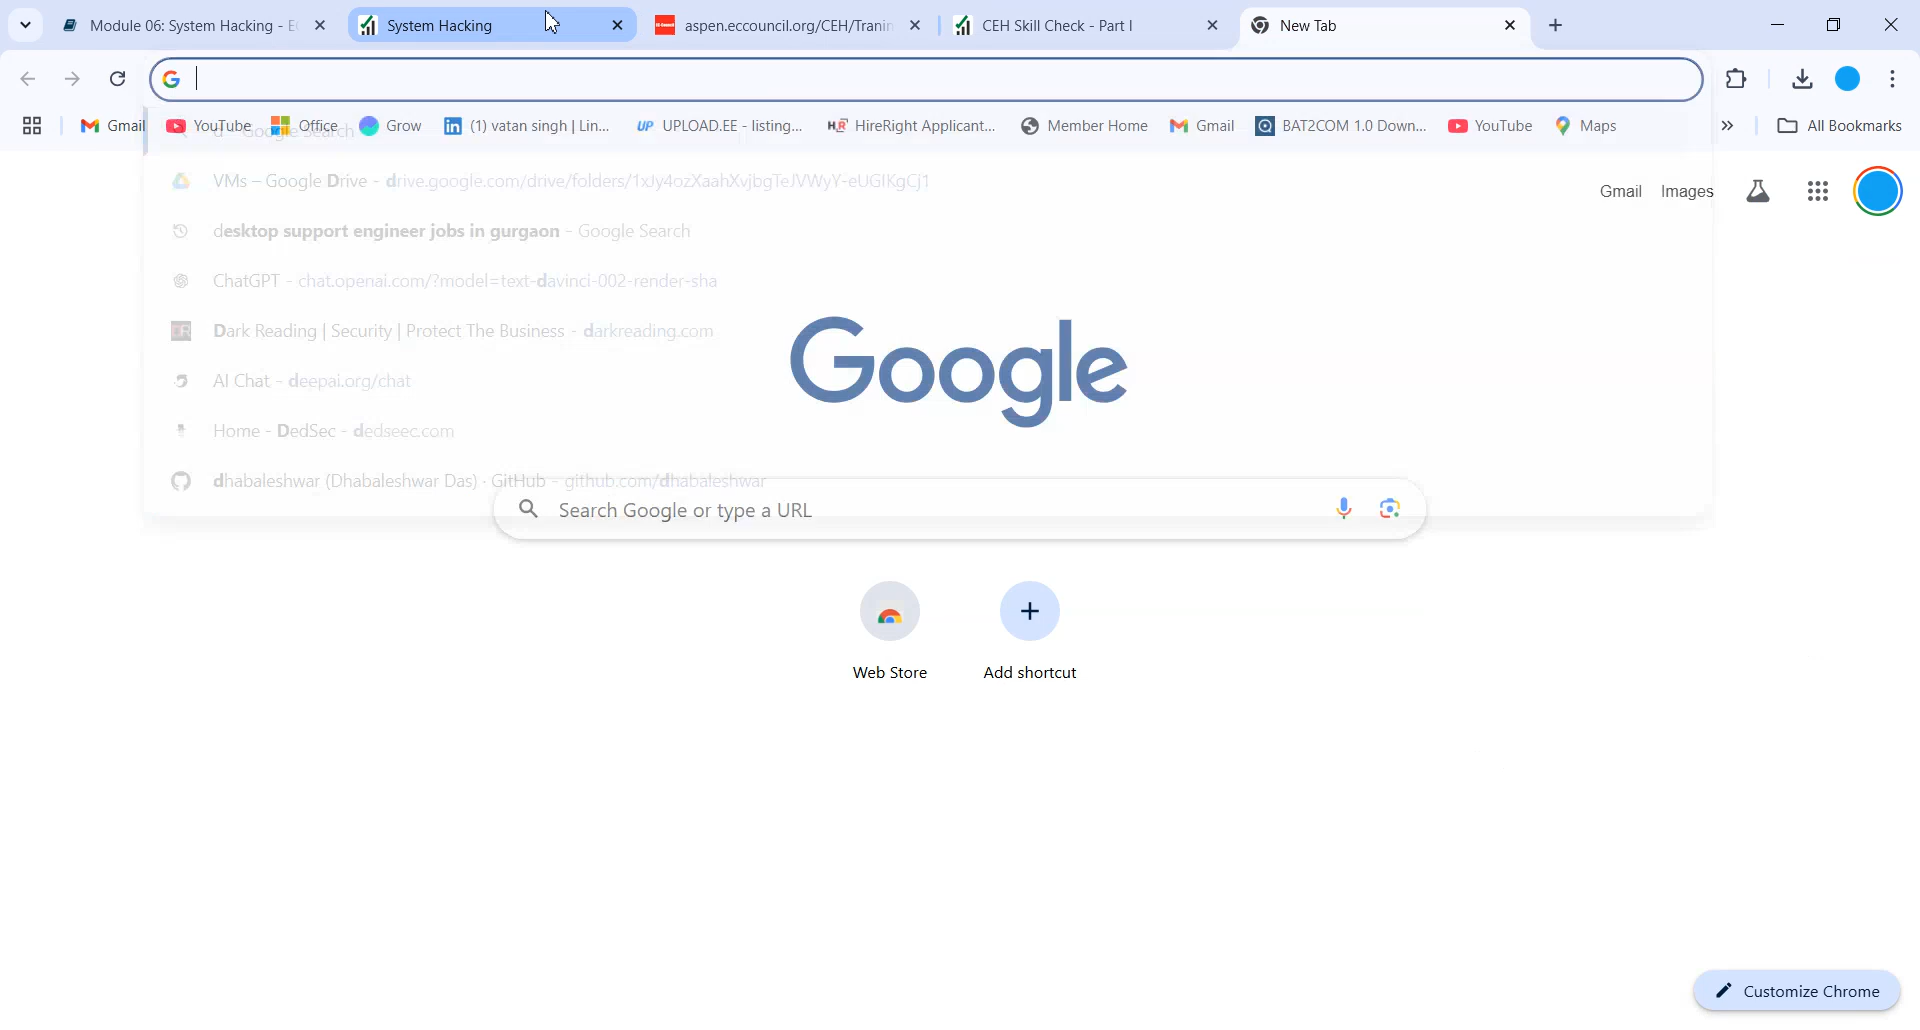 Module 06: System Hacking - E
System Hacking
aspen.eccouncil.org/CEH/Tranin
CEH Skill Check - Part I
New Tab
Gmail
YouTube
Office
Grow
(1) vatan singh | Lin...
UPLOAD.EE - listing...
HireRight Applicant...
Member Home
Gmail
BAT2COM 1.0 Down...
YouTube
Maps
All Bookmarks
d - Google Search
VMs – Google Drive - drive.google.com/drive/folders/1xJy4ozXaahXvjbgTeJVWyY-eUGIKgCj1
Gmail Images
desktop support engineer jobs in gurgaon - Google Search
ChatGPT - chat.openai.com/?model=text-davinci-002-render-sha
Dark Reading | Security | Protect The Business - darkreading.com
AI Chat - deepai.org/chat
Home - DedSec - dedseec.com
dhabaleshwar (Dhabaleshwar Das) · GitHub - github.com/dhabaleshwar
Google
Search Google or type a URL
Web Store
Add shortcut
Customize Chrome